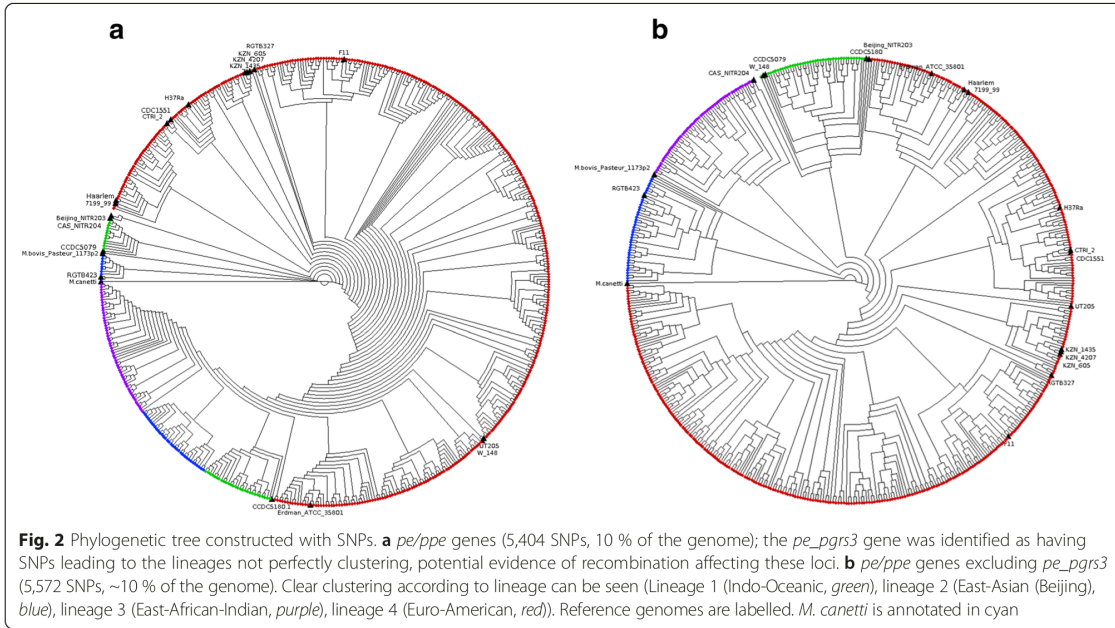 a
b
RGTB327
KZN_605
KZN_4207
KZN_1435
F11
H37Ra
CDC1551
CTRI_2
Haarlem
7199_99
Beijing_NITR203
CAS_NITR204
CCDC5079
M.bovis_Pasteur_1173p2
RGTB423
M.canetti
UT205
W_148
CCDC5180.1
Erdman_ATCC_35801
Beijing_NITR203
CCDC5180
CCDC5079
W_148
CAS_NITR204
Erdman_ATCC_35801
Haarlem
7199_99
M.bovis_Pasteur_1173p2
RGTB423
H37Ra
CTRI_2
CDC1551
M.canetti
UT205
KZN_1435
KZN_4207
KZN_605
RGTB327
F11
Fig. 2 Phylogenetic tree constructed with SNPs. a pe/ppe genes (5,404 SNPs, 10 % of the genome); the pe_pgrs3 gene was identified as having
SNPs leading to the lineages not perfectly clustering, potential evidence of recombination affecting these loci. b pe/ppe genes excluding pe_pgrs3
(5,572 SNPs, ~10 % of the genome). Clear clustering according to lineage can be seen (Lineage 1 (Indo-Oceanic, green), lineage 2 (East-Asian (Beijing),
blue), lineage 3 (East-African-Indian, purple), lineage 4 (Euro-American, red)). Reference genomes are labelled. M. canetti is annotated in cyan